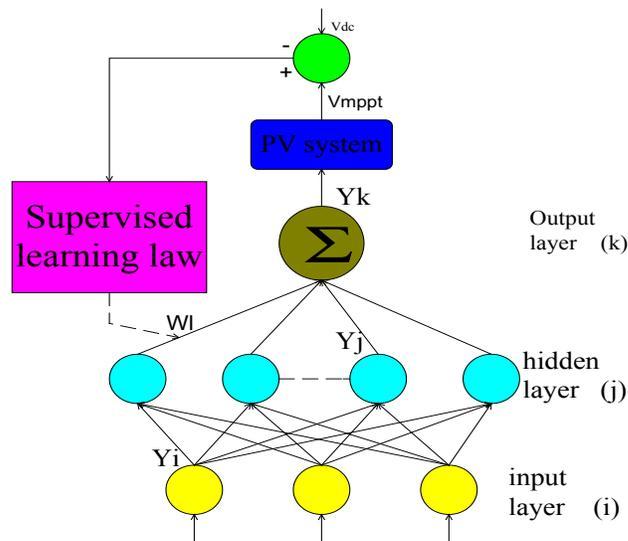 Vdc
-
+
Vmppt
PV system
Yk
Σ
Supervised
learning law
Output
layer (k)
Wl
Yj
hidden
layer (j)
Yi
input
layer (i)